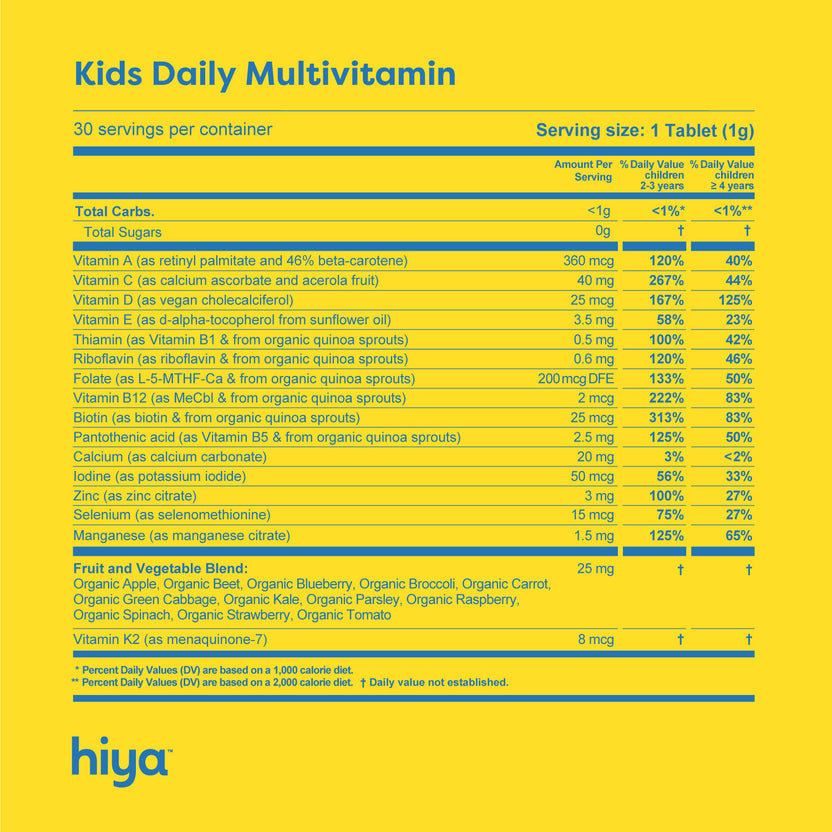 Kids Daily Multivitamin
30 servings per container Serving size: 1 Tablet (1g)
Amount Per Serving % Daily Value children 2-3 years % Daily Value children ≥ 4 years
Total Carbs. <1g <1%* <1%**
Total Sugars 0g † †
Vitamin A (as retinyl palmitate and 46% beta-carotene) 360 mcg 120% 40%
Vitamin C (as calcium ascorbate and acerola fruit) 40 mg 267% 44%
Vitamin D (as vegan cholecalciferol) 25 mcg 167% 125%
Vitamin E (as d-alpha-tocopherol from sunflower oil) 3.5 mg 58% 23%
Thiamin (as Vitamin B1 & from organic quinoa sprouts) 0.5 mg 100% 42%
Riboflavin (as riboflavin & from organic quinoa sprouts) 0.6 mg 120% 46%
Folate (as L-5-MTHF-Ca & from organic quinoa sprouts) 200 mcg DFE 133% 50%
Vitamin B12 (as MeCbl & from organic quinoa sprouts) 2 mcg 222% 83%
Biotin (as biotin & from organic quinoa sprouts) 25 mcg 313% 83%
Pantothenic acid (as Vitamin B5 & from organic quinoa sprouts) 2.5 mg 125% 50%
Calcium (as calcium carbonate) 20 mg 3% <2%
Iodine (as potassium iodide) 50 mcg 56% 33%
Zinc (as zinc citrate) 3 mg 100% 27%
Selenium (as selenomethionine) 15 mcg 75% 27%
Manganese (as manganese citrate) 1.5 mg 125% 65%
Fruit and Vegetable Blend: 25 mg † †
Organic Apple, Organic Beet, Organic Blueberry, Organic Broccoli, Organic Carrot,
Organic Green Cabbage, Organic Kale, Organic Parsley, Organic Raspberry,
Organic Spinach, Organic Strawberry, Organic Tomato
Vitamin K2 (as menaquinone-7) 8 mcg † †
* Percent Daily Values (DV) are based on a 1,000 calorie diet.
** Percent Daily Values (DV) are based on a 2,000 calorie diet. † Daily value not established.
hiya™